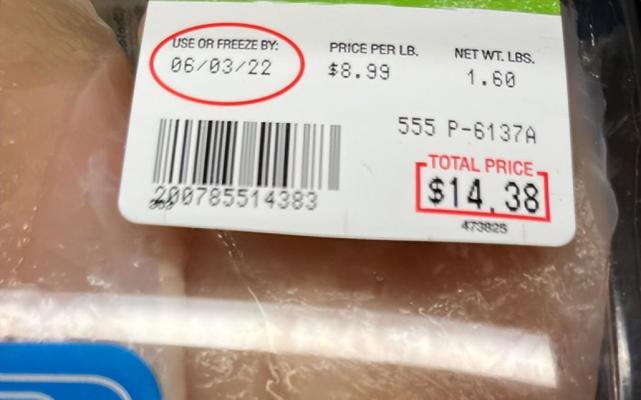 USE OR FREEZE BY: PRICE PER LB. NET WT. LBS.
06/03/22 $8.99 1.60
555 P-6137A
200785514383
TOTAL PRICE
$14.38
473825